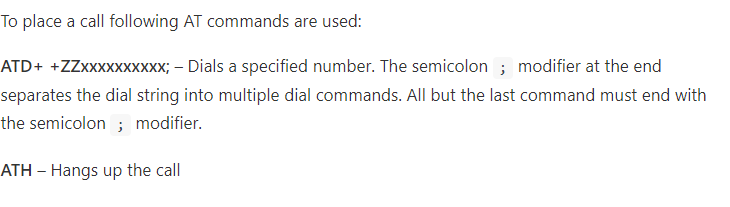 To place a call following AT commands are used:
ATD+ +ZZxxxxxxxxxx; – Dials a specified number. The semicolon ; modifier at the end
separates the dial string into multiple dial commands. All but the last command must end with
the semicolon ; modifier.
ATH – Hangs up the call